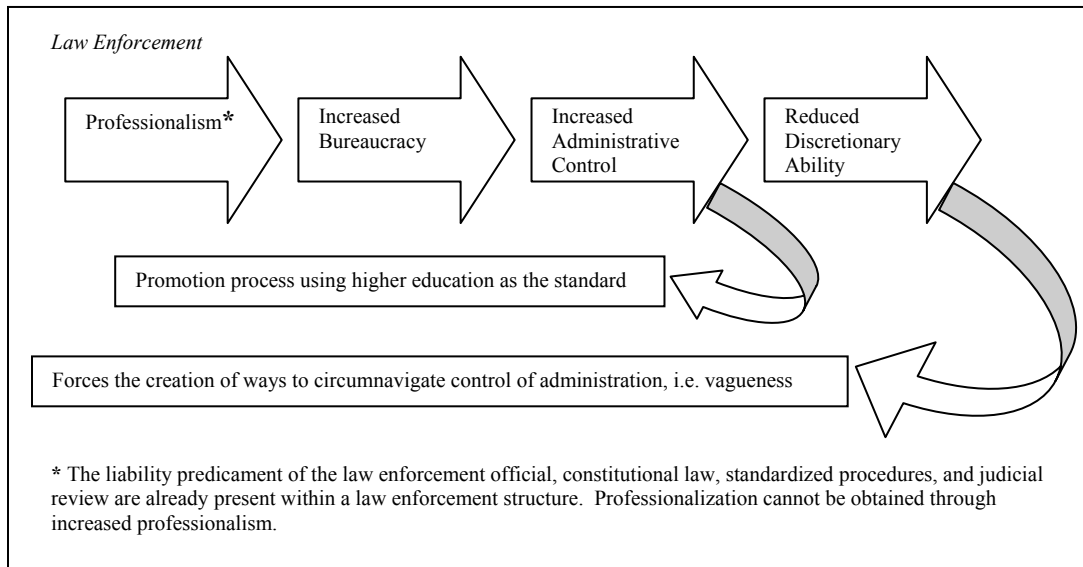 Law Enforcement
Professionalism*
Increased
Bureaucracy
Increased
Administrative
Control
Reduced
Discretionary
Ability
Promotion process using higher education as the standard
Forces the creation of ways to circumnavigate control of administration, i.e. vagueness
* The liability predicament of the law enforcement official, constitutional law, standardized procedures, and judicial
review are already present within a law enforcement structure.  Professionalization cannot be obtained through
increased professionalism.